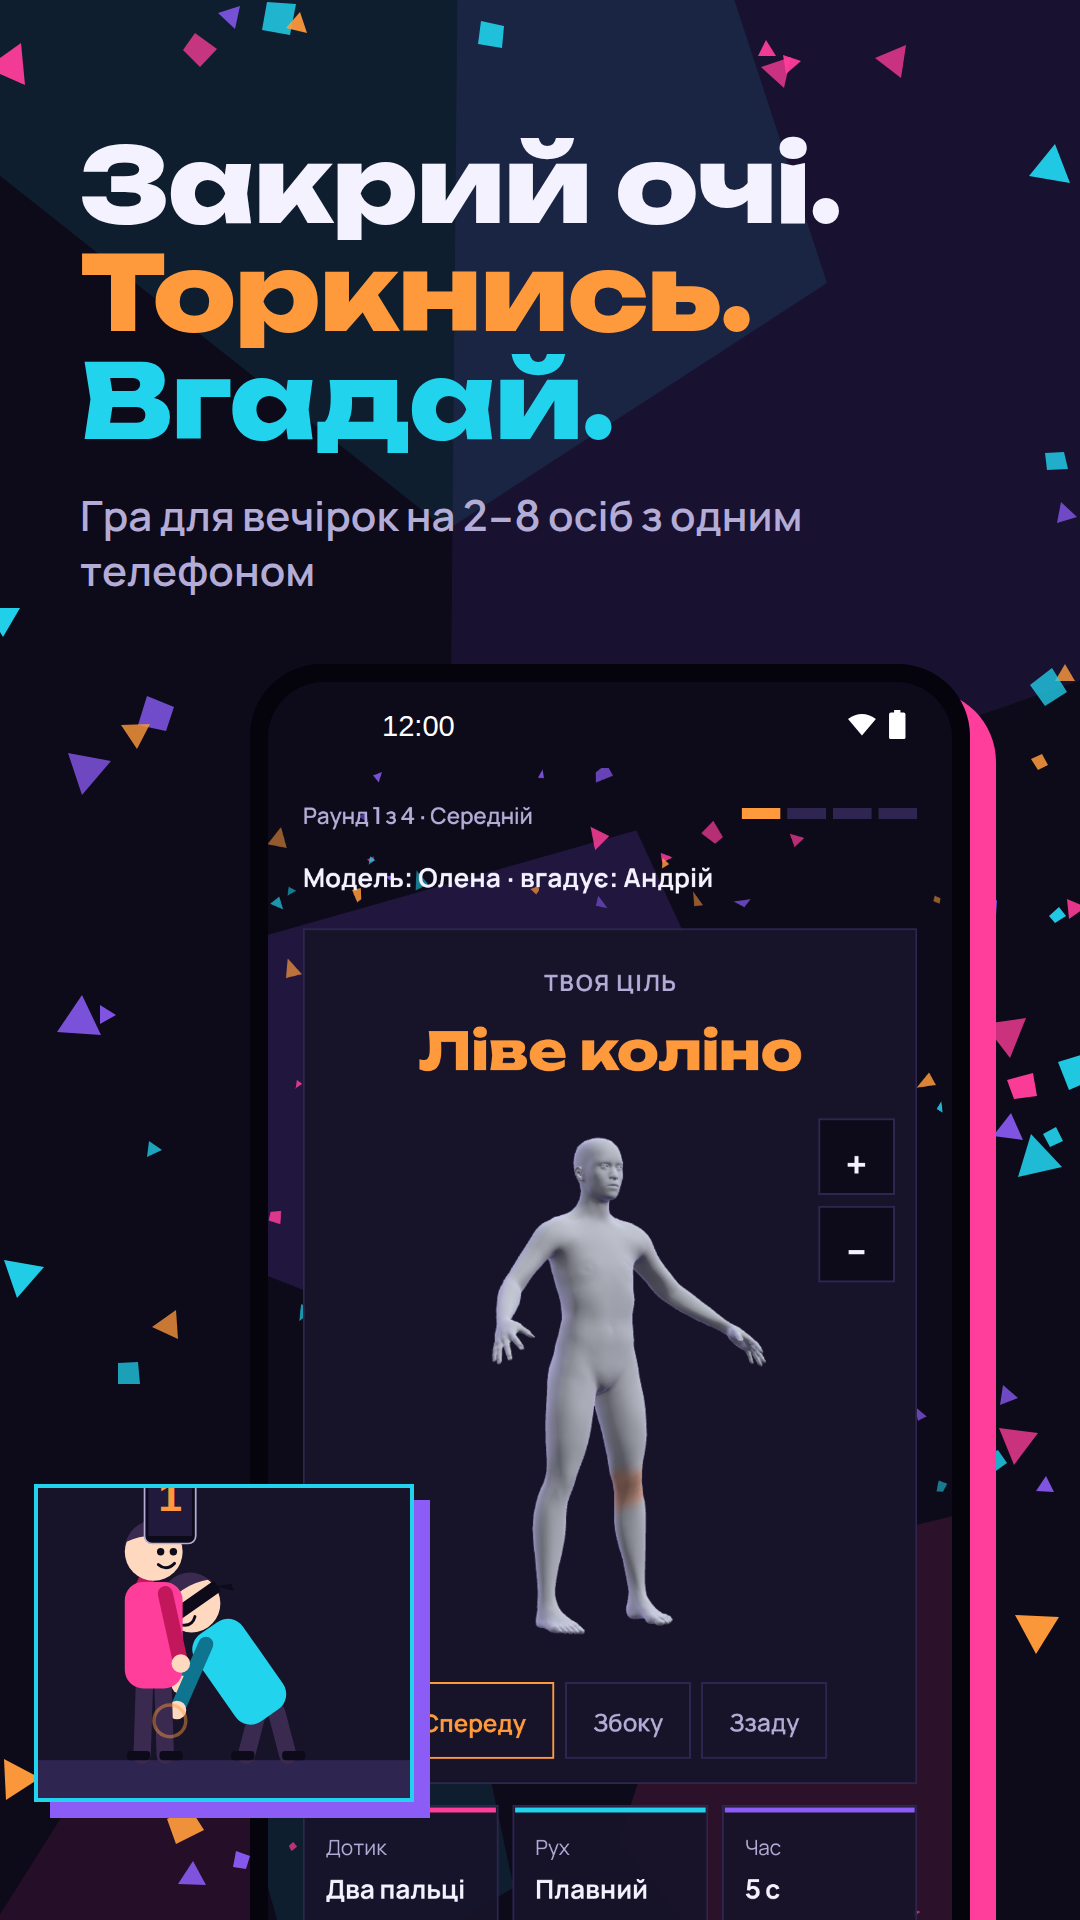 Закрий очі.
Торкнись.
Вгадай.
Гра для вечірок на 2–8 осіб з одним
телефоном
12:00
Раунд 1 з 4 · Середній
Модель: Олена · вгадує: Андрій
ТВОЯ ЦІЛЬ
Ліве коліно
+
−
1
Спереду
Збоку
Ззаду
Дотик
Рух
Час
Два пальці
Плавний
5 с